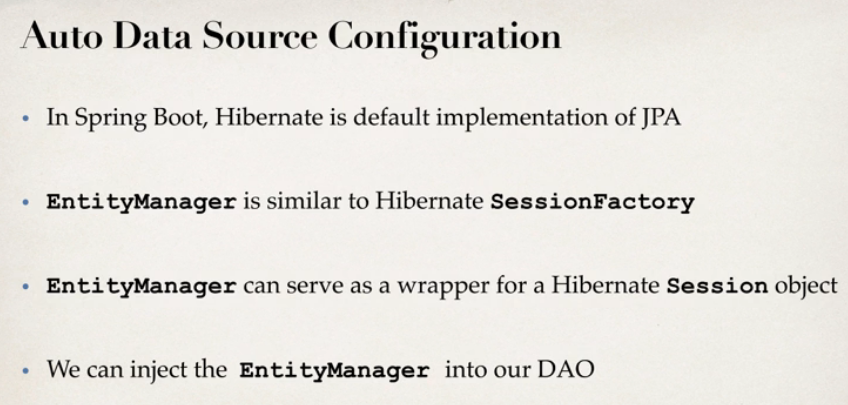 Auto Data Source Configuration
• In Spring Boot, Hibernate is default implementation of JPA
• EntityManager is similar to Hibernate SessionFactory
• EntityManager can serve as a wrapper for a Hibernate Session object
• We can inject the EntityManager into our DAO